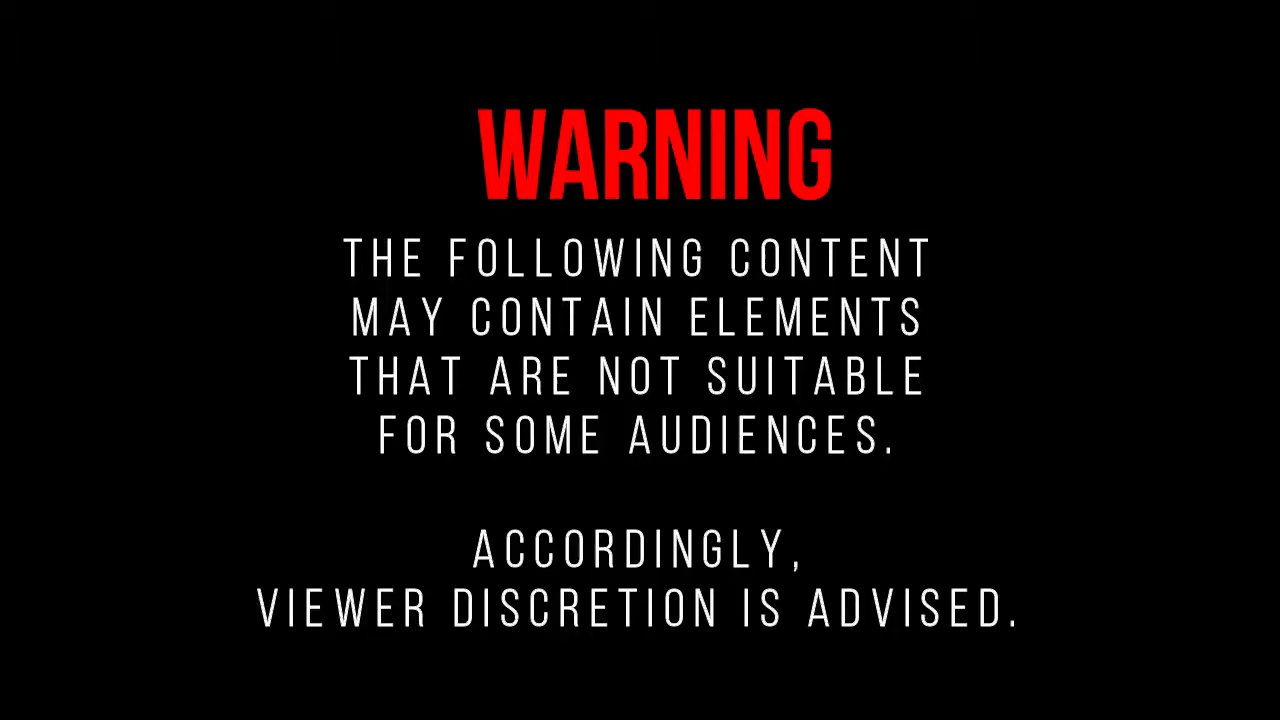 WARNING
THE FOLLOWING CONTENT
MAY CONTAIN ELEMENTS
THAT ARE NOT SUITABLE
FOR SOME AUDIENCES.
ACCORDINGLY,
VIEWER DISCRETION IS ADVISED.